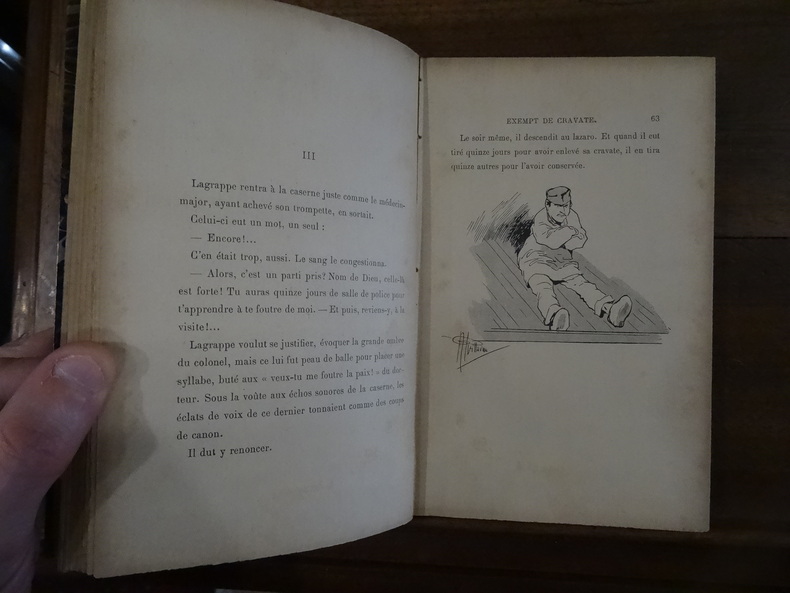 III
Lagrappe rentra à la caserne juste comme le médecin-
major, ayant achevé son trompette, en sortait.
Celui-ci eut un mot, un seul :
— Encore!...
C'en était trop, aussi. Le sang le congestionna.
— Alors, c'est un parti pris? Nom de Dieu, celle-là
est forte! Tu auras quinze jours de salle de police pour
t'apprendre à te foutre de moi. — Et puis, reviens-y, à la
visite!...
Lagrappe voulut se justifier, évoquer la grande ombre
du colonel, mais ce lui fut peau de balle pour placer une
syllabe, buté aux « veux-tu me foutre la paix! » du doc-
teur. Sous la voûte aux échos sonores de la caserne, les
éclats de voix de ce dernier tonnaient comme des coups
de canon.
Il dut y renoncer.
EXEMPT DE CRAVATE. 63
Le soir même, il descendit au lazaro. Et quand il eut
tiré quinze jours pour avoir enlevé sa cravate, il en tira
quinze autres pour l'avoir conservée.